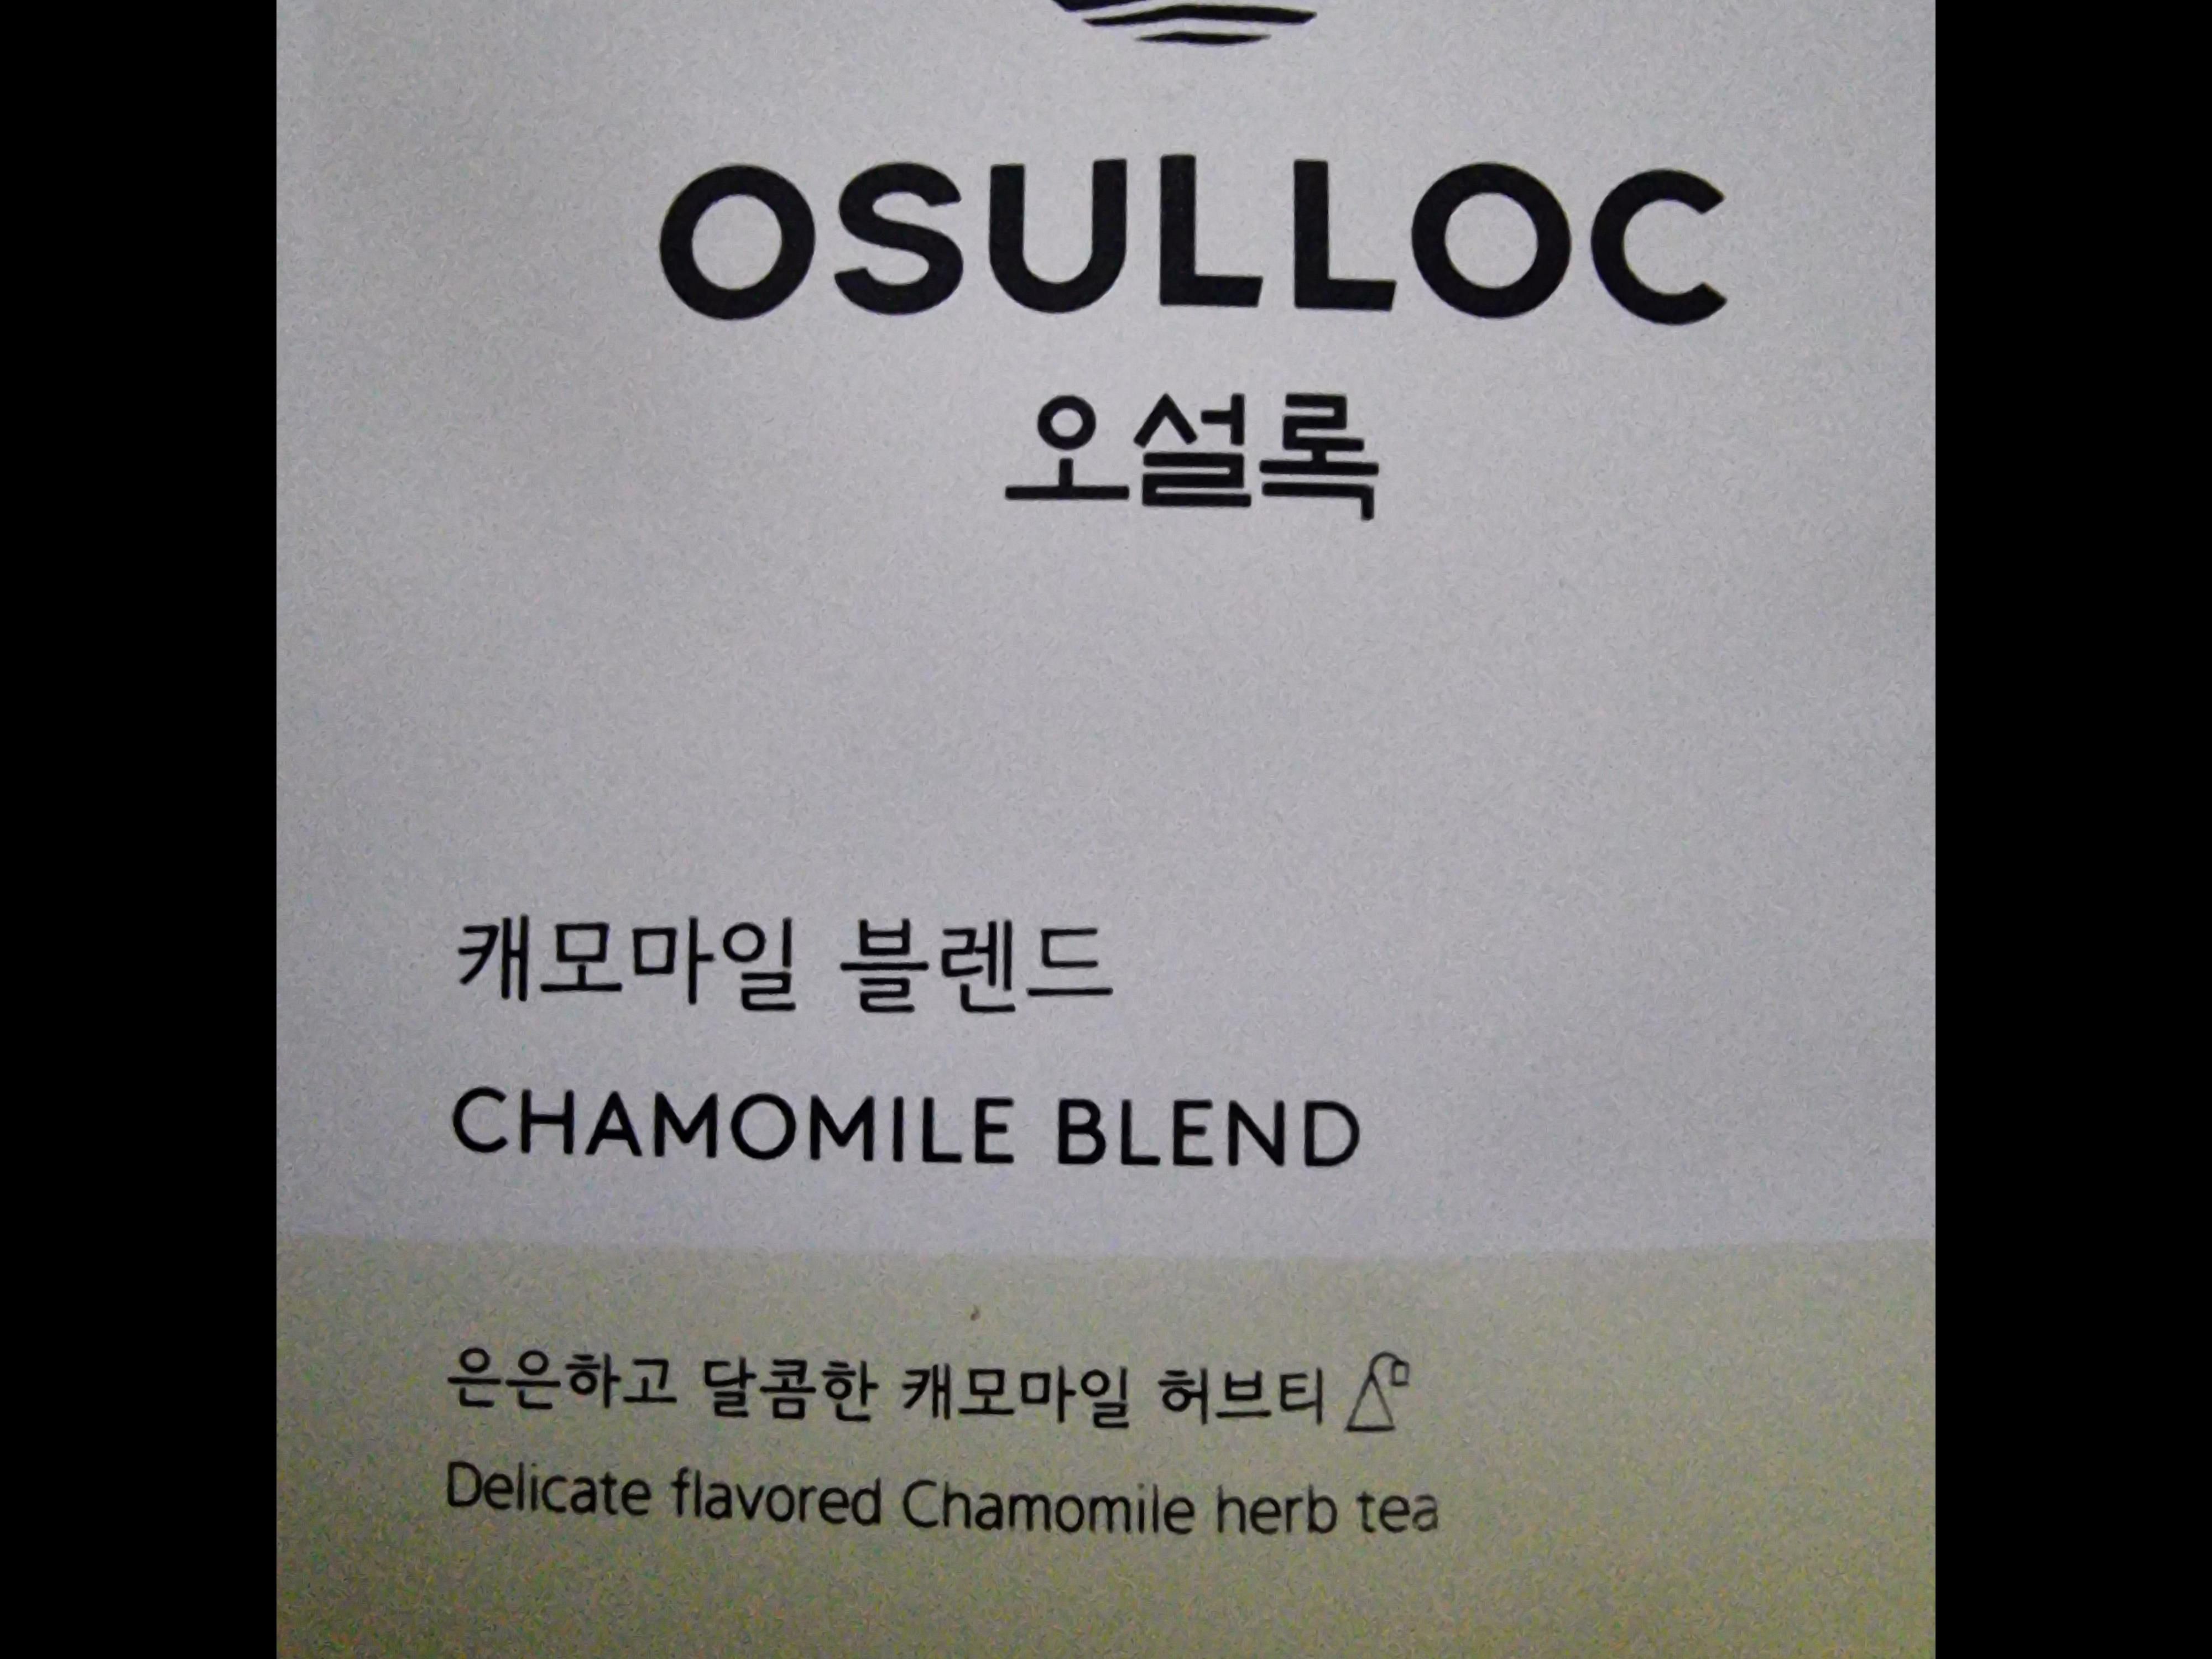 OSULLOC
오설록
캐모마일 블렌드
CHAMOMILE BLEND
은은하고 달콤한 캐모마일 허브티
Delicate flavored Chamomile herb tea